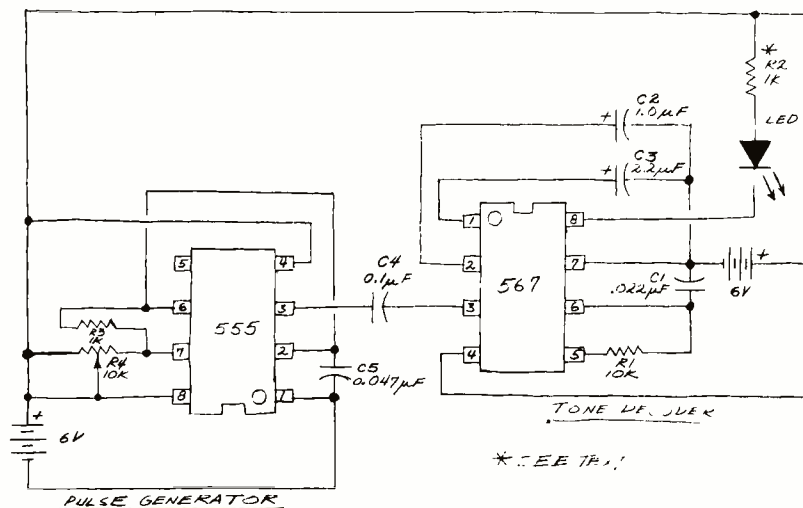 *
R2
1K
LED
C2
1.0µF
+
C3
2.2µF
+
1
8
2
7
567
3
6
4
5
C1
.022µF
+
6V
R1
10K
TONE
5
4
6
3
555
7
2
8
1
C4
0.1µF
R3
1K
R4
10K
C5
0.047µF
+
6V
PULSE GENERATOR
*